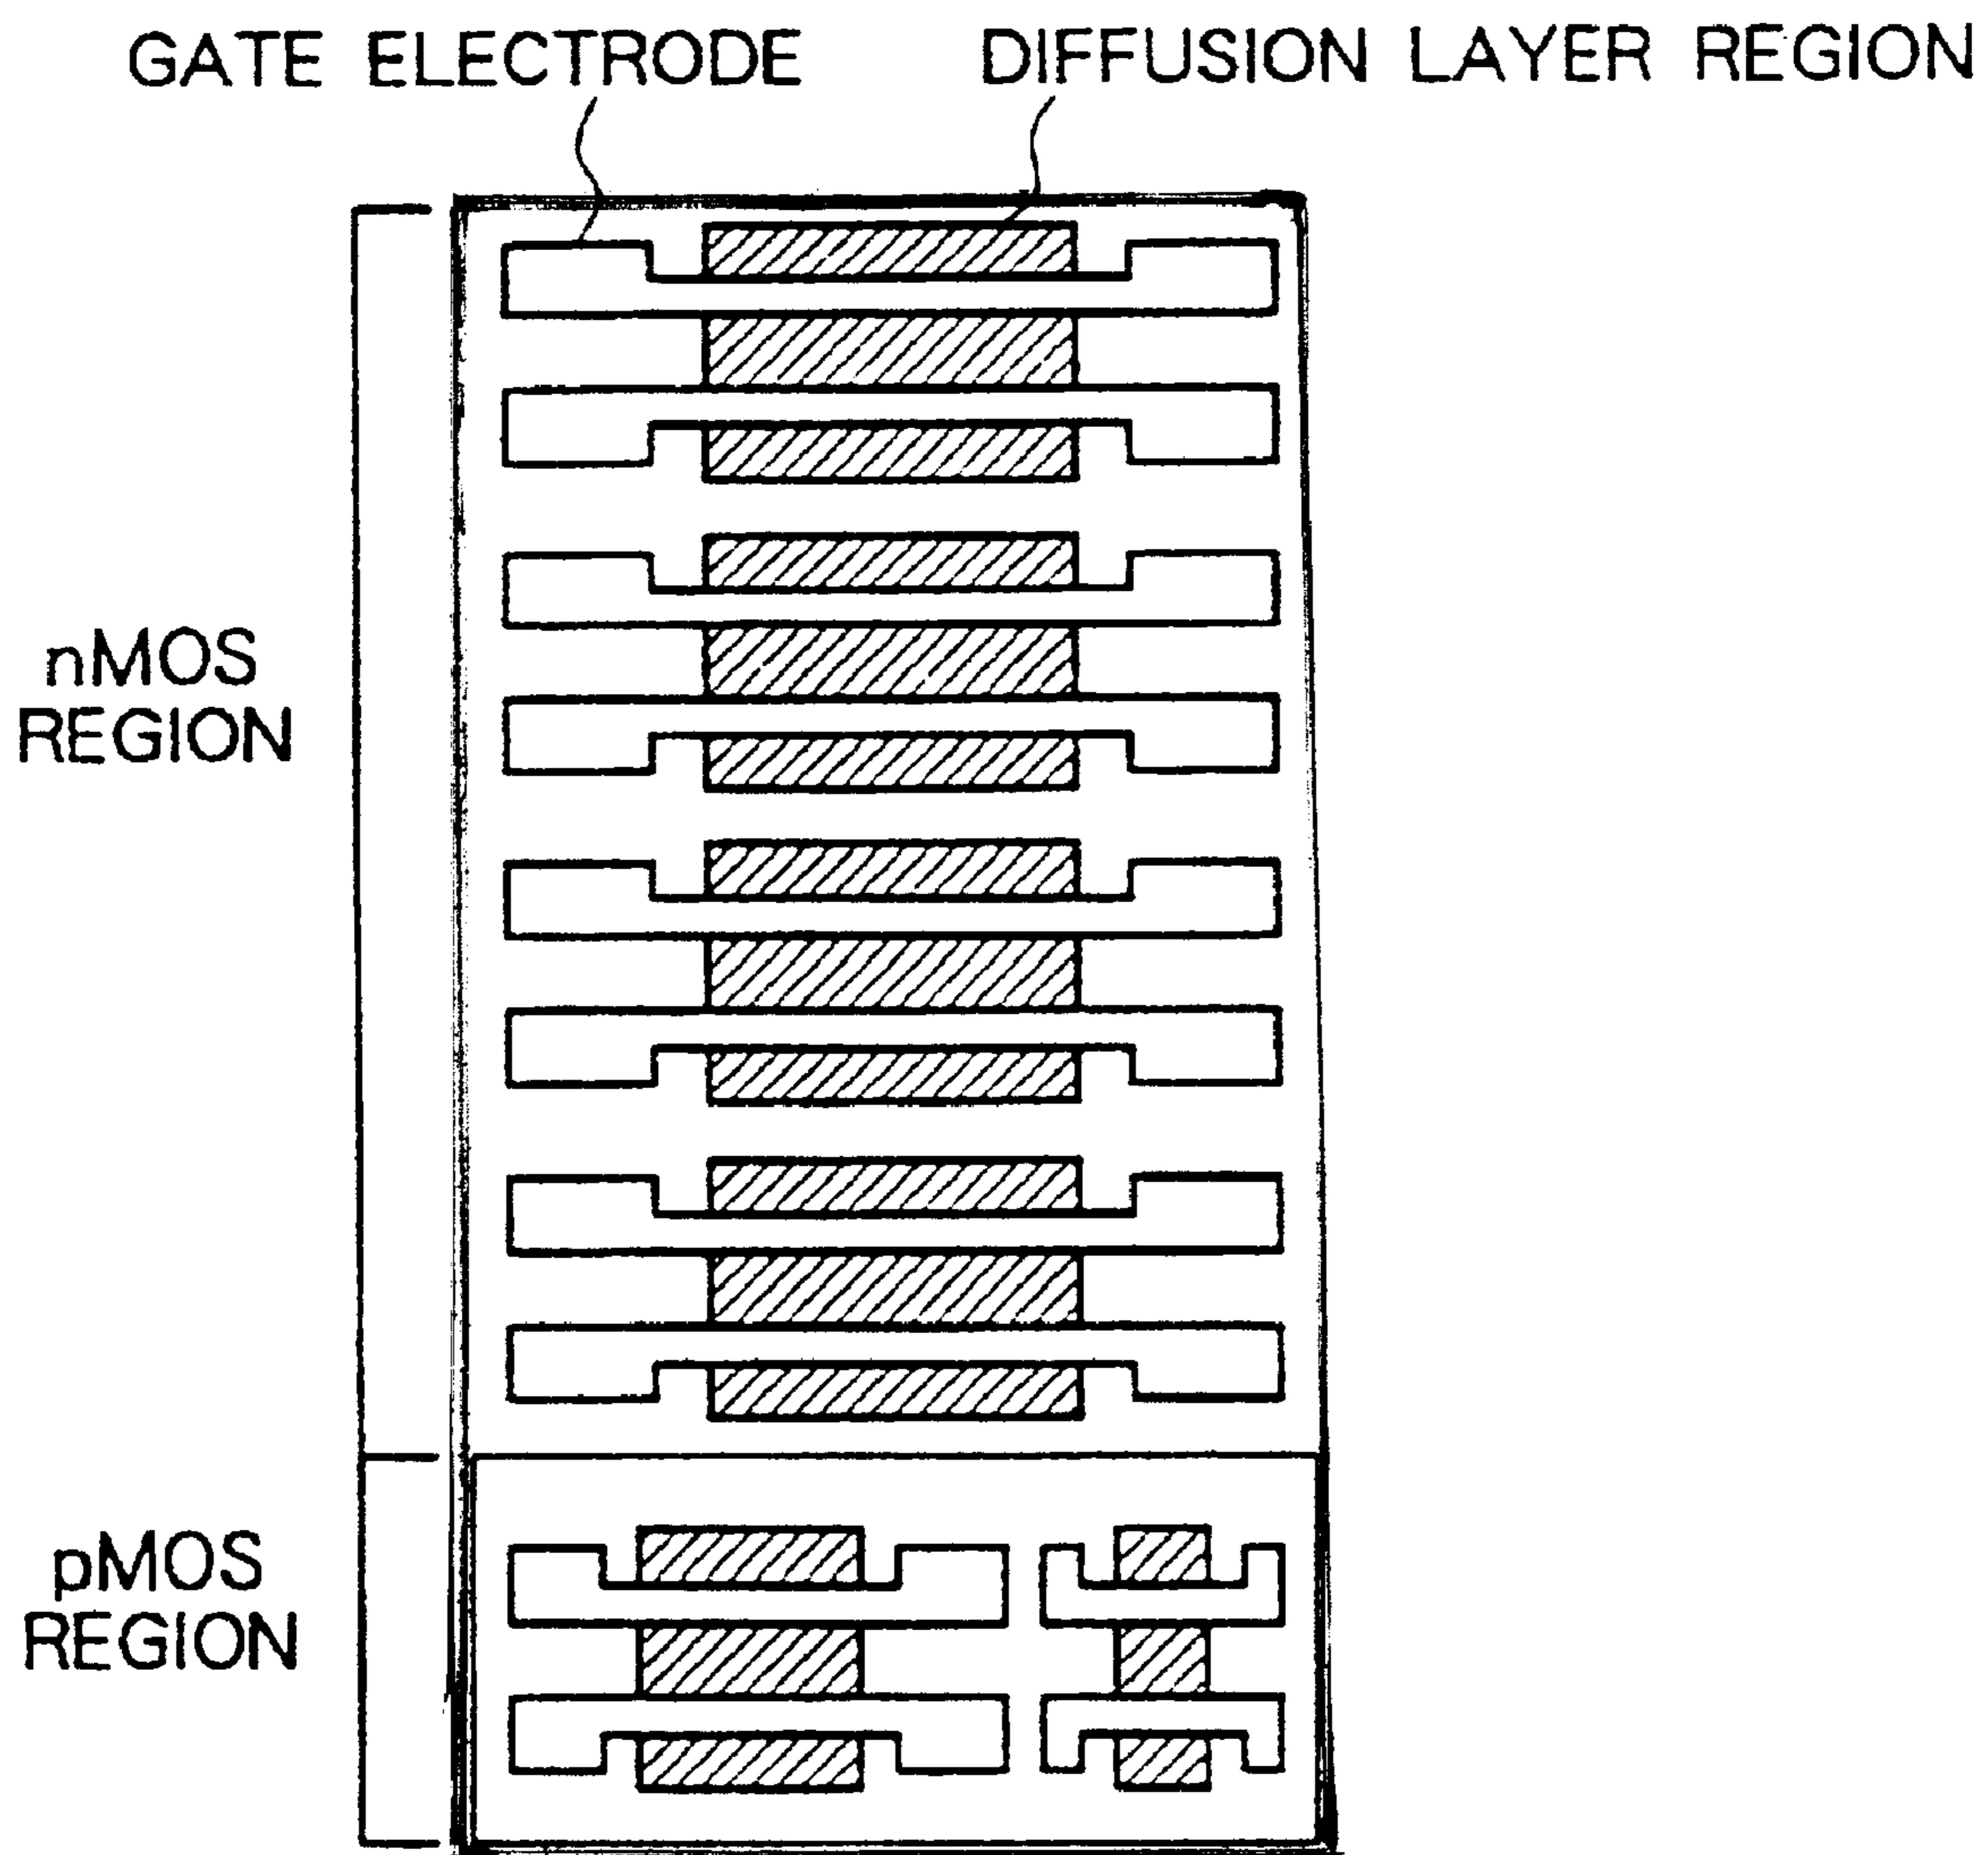 GATE ELECTRODE
DIFFUSION LAYER REGION
nMOS
REGION
pMOS
REGION